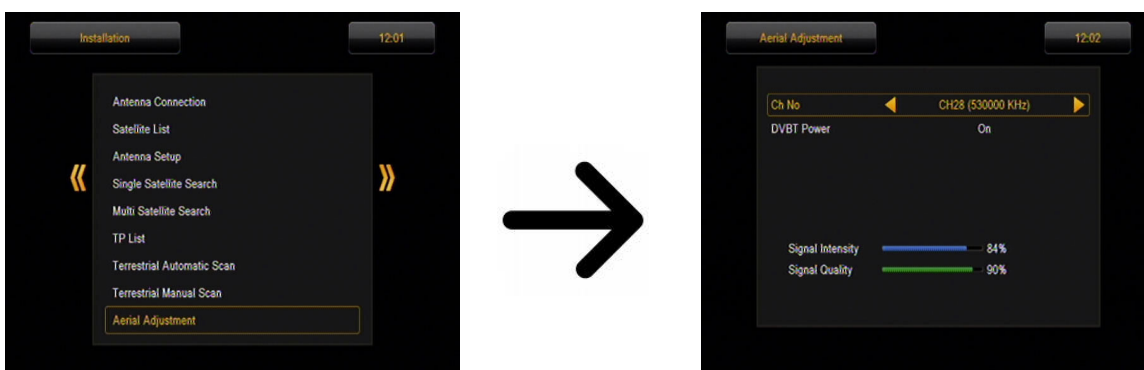 Installation
12:01
Antenna Connection
Satellite List
Antenna Setup
Single Satellite Search
Multi Satellite Search
TP List
Terrestrial Automatic Scan
Terrestrial Manual Scan
Aerial Adjustment
Aerial Adjustment
12:02
Ch No CH28 (530000 KHz)
DVBT Power On
Signal Intensity 84%
Signal Quality 90%